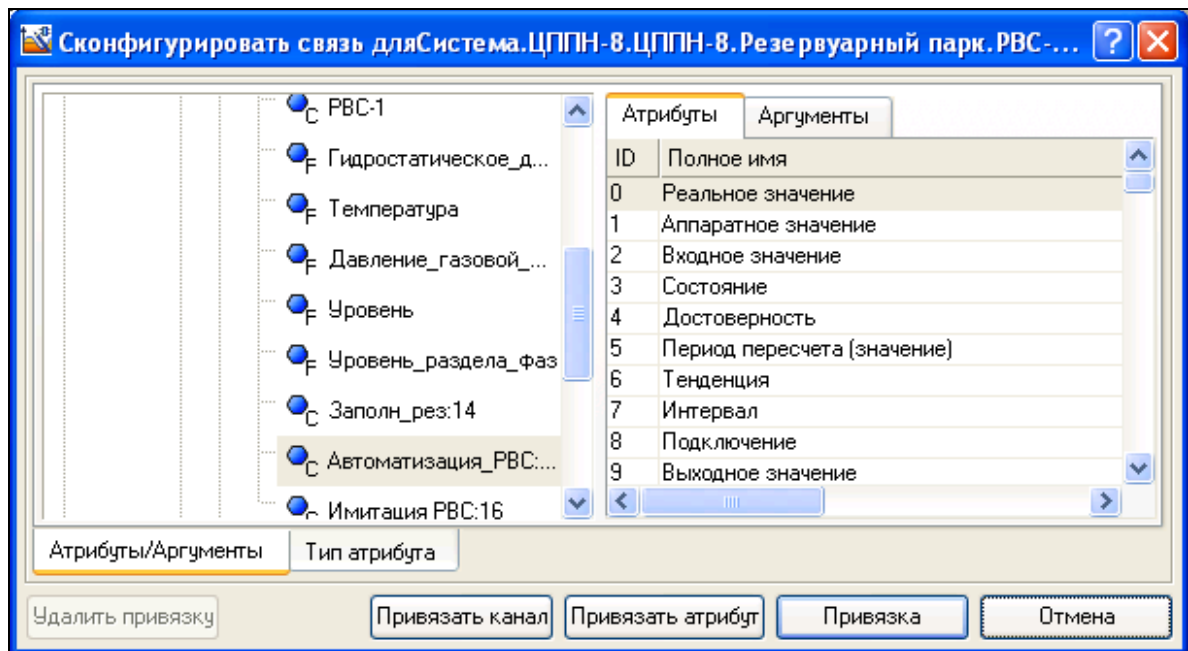 Сконфигурировать связь дляСистема.ЦППН-8.ЦППН-8.Резервуарный парк.РВС-...
C РВС-1
F Гидростатическое_д...
F Температура
F Давление_газовой_...
F Уровень
F Уровень_раздела_фаз
C Заполн_рез:14
C Автоматизация_РВС:...
Имитация РВС:16
Атрибуты Аргументы
ID Полное имя
0 Реальное значение
1 Аппаратное значение
2 Входное значение
3 Состояние
4 Достоверность
5 Период пересчета (значение)
6 Тенденция
7 Интервал
8 Подключение
9 Выходное значение
Атрибуты/Аргументы Тип атрибута
Удалить привязку Привязать канал Привязать атрибут Привязка Отмена